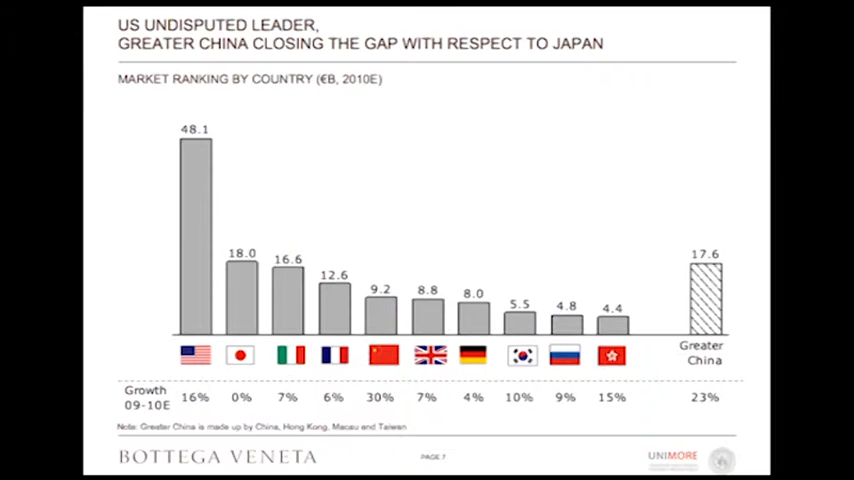 US UNDISPUTED LEADER,
GREATER CHINA CLOSING THE GAP WITH RESPECT TO JAPAN
MARKET RANKING BY COUNTRY (€B, 2010E)
48.1
18.0
16.6
12.6
9.2
8.8
8.0
5.5
4.8
4.4
17.6
Greater
China
Growth
09-10E
16% 0% 7% 6% 30% 7% 4% 10% 9% 15% 23%
Note: Greater China is made up by China, Hong Kong, Macau and Taiwan
BOTTEGA VENETA
PAGE 7
UNIMORE